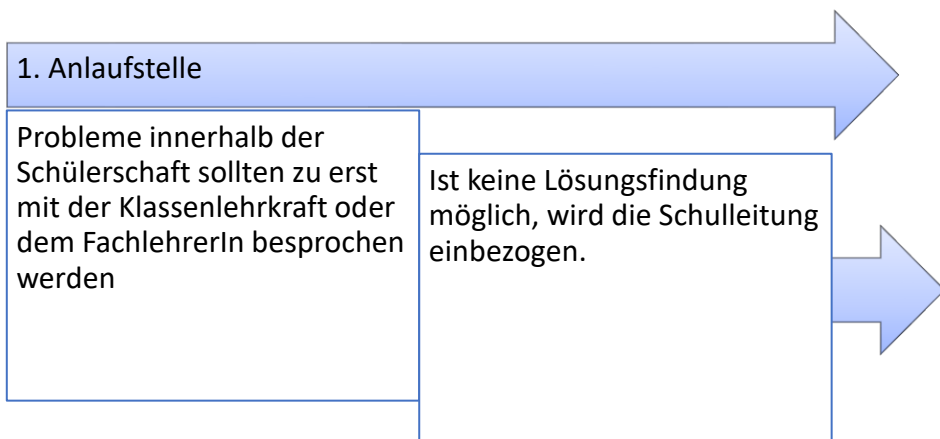 1. Anlaufstelle
Probleme innerhalb der
Schülerschaft sollten zu erst
mit der Klassenlehrkraft oder
dem FachlehrerIn besprochen
werden
Ist keine Lösungsfindung
möglich, wird die Schulleitung
einbezogen.